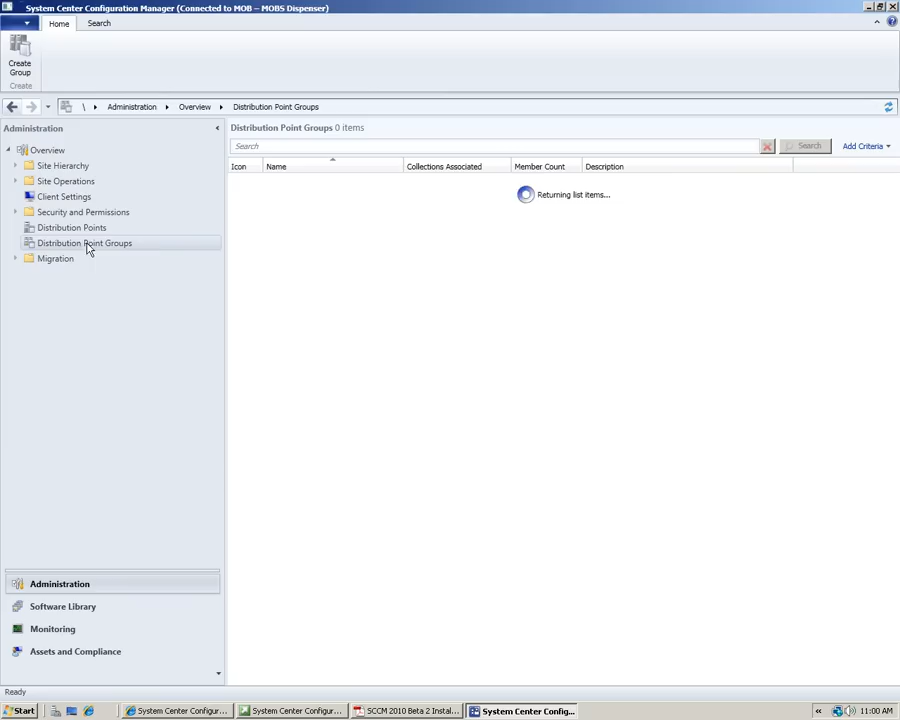 System Center Configuration Manager (Connected to MOB – MOBS Dispenser)
Home
Search
Create Group
Create
\ Administration Overview Distribution Point Groups
Administration
Overview
Site Hierarchy
Site Operations
Client Settings
Security and Permissions
Distribution Points
Distribution Point Groups
Migration
Distribution Point Groups 0 items
Search
Search
Add Criteria
Icon Name Collections Associated Member Count Description
Returning list items...
Administration
Software Library
Monitoring
Assets and Compliance
Ready
Start
System Center Configur...
System Center Configur...
SCCM 2010 Beta 2 Instal...
System Center Config...
«
11:00 AM